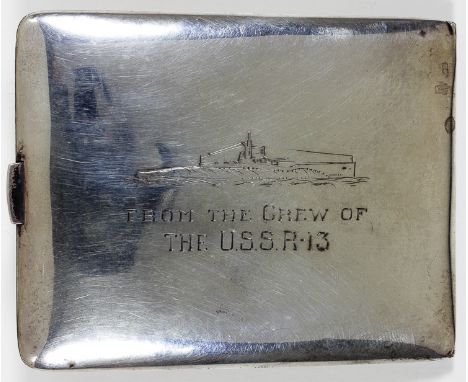 FROM THE CREW OF
THE U.S.S. R-13